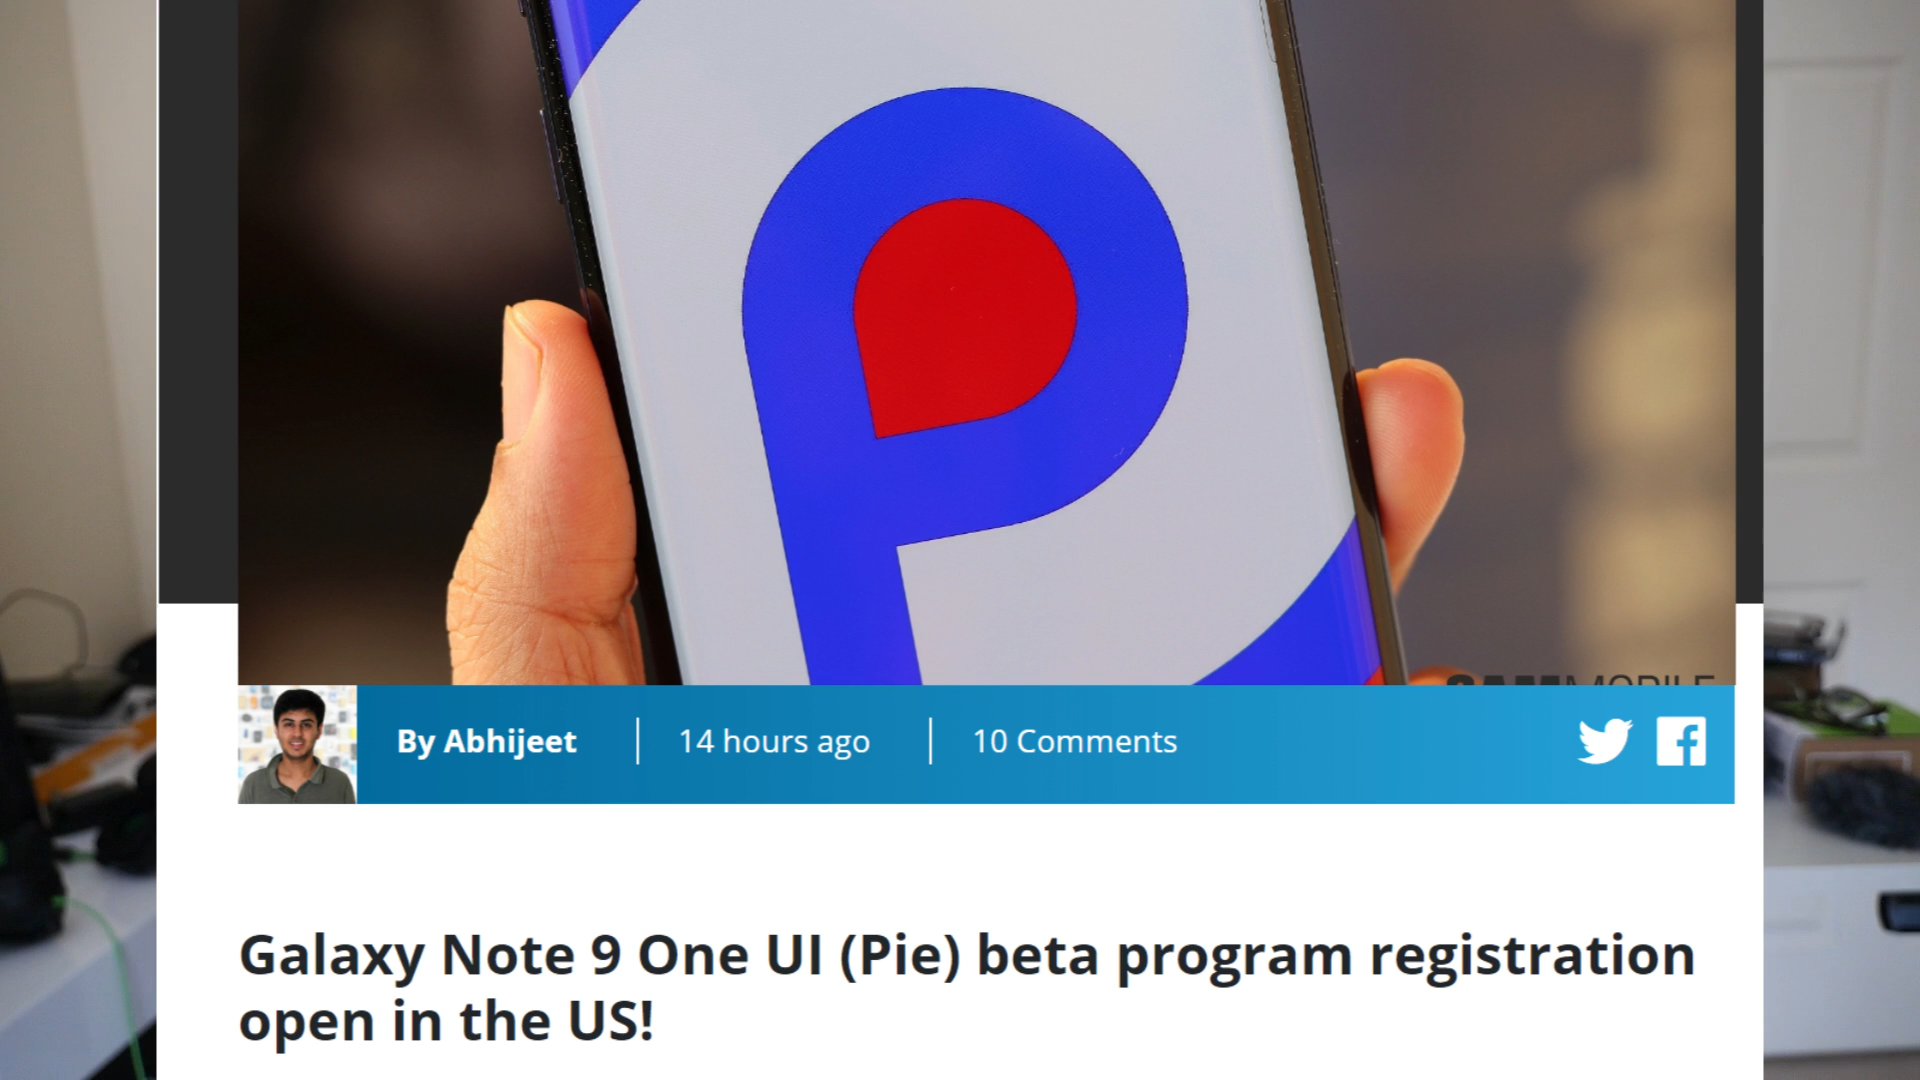 SAMMOBILE
By Abhijeet
14 hours ago
10 Comments
Galaxy Note 9 One UI (Pie) beta program registration
open in the US!